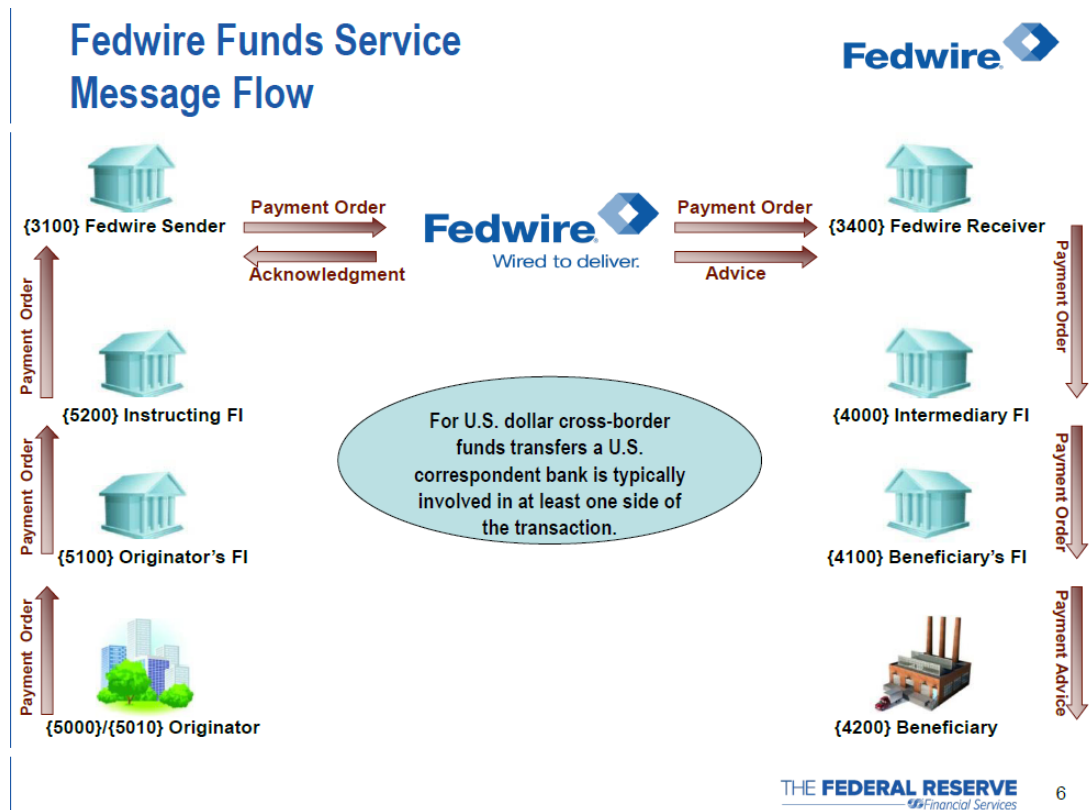 Fedwire Funds Service
Message Flow
Fedwire®
{3100} Fedwire Sender
Payment Order
Acknowledgment
Fedwire®
Wired to deliver.
Payment Order
Advice
{3400} Fedwire Receiver
Payment Order
Payment Order
{5200} Instructing FI
{4000} Intermediary FI
For U.S. dollar cross-border
funds transfers a U.S.
correspondent bank is typically
involved in at least one side of
the transaction.
Payment Order
Payment Order
{5100} Originator's FI
{4100} Beneficiary's FI
Payment Order
Payment Advice
{5000}/{5010} Originator
{4200} Beneficiary
THE FEDERAL RESERVE
Financial Services
6